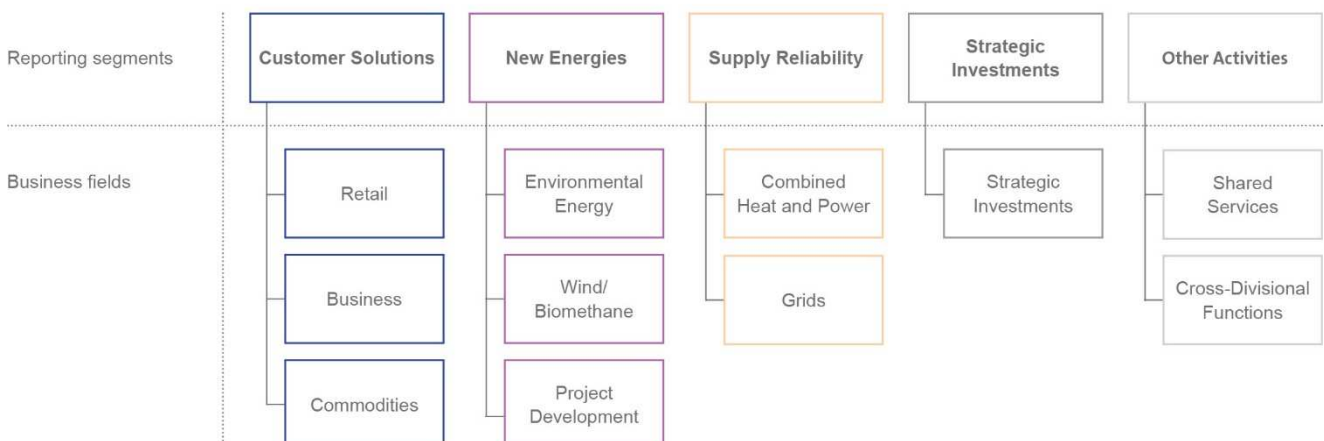 Reporting segments
Customer Solutions
New Energies
Supply Reliability
Strategic
Investments
Other Activities
Business fields
Retail
Environmental
Energy
Combined
Heat and Power
Strategic
Investments
Shared
Services
Business
Wind/
Biomethane
Grids
Cross-Divisional
Functions
Commodities
Project
Development